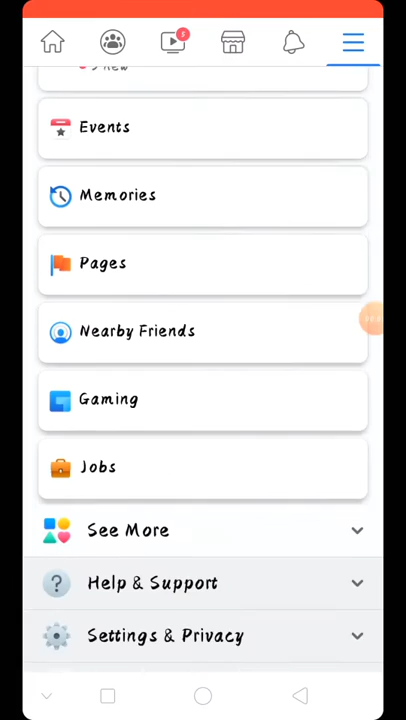 Events
Memories
Pages
Nearby Friends
Gaming
Jobs
See More
Help & Support
Settings & Privacy